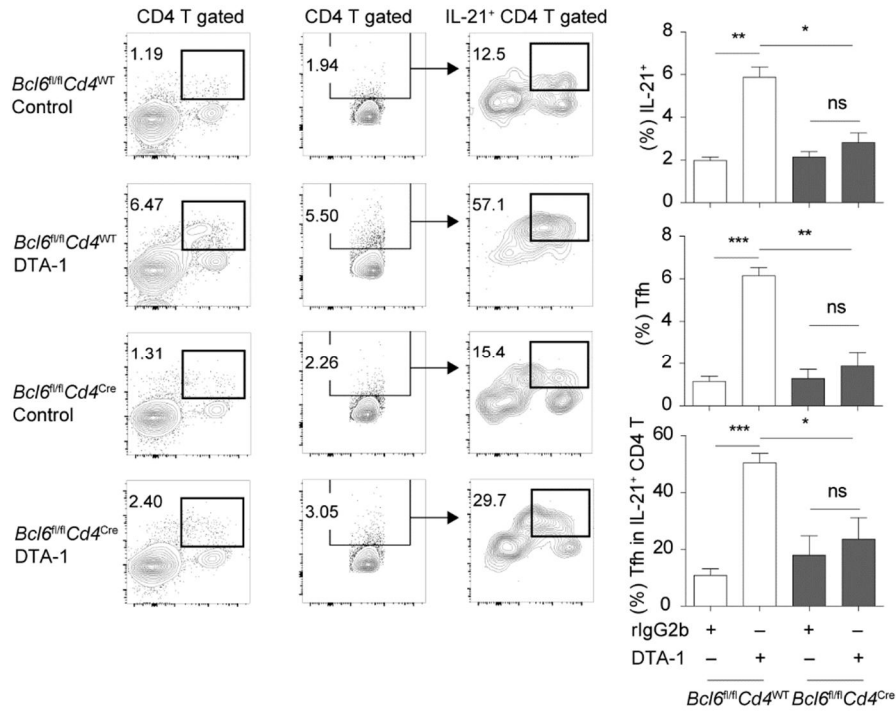 CD4 T gated
CD4 T gated
IL-21⁺ CD4 T gated
Bcl6ᶠˡ/ᶠˡCd4ᵂᵀ
Control
1.19
1.94
12.5
Bcl6ᶠˡ/ᶠˡCd4ᵂᵀ
DTA-1
6.47
5.50
57.1
Bcl6ᶠˡ/ᶠˡCd4ᶜʳᵉ
Control
1.31
2.26
15.4
Bcl6ᶠˡ/ᶠˡCd4ᶜʳᵉ
DTA-1
2.40
3.05
29.7
(%) IL-21⁺
8
6
4
2
0
** *
ns
(%) Tfh
8
6
4
2
0
*** **
ns
(%) Tfh in IL-21⁺ CD4 T
60
40
20
0
*** *
ns
rIgG2b + – + –
DTA-1 – + – +
Bcl6ᶠˡ/ᶠˡCd4ᵂᵀ Bcl6ᶠˡ/ᶠˡCd4ᶜʳᵉ